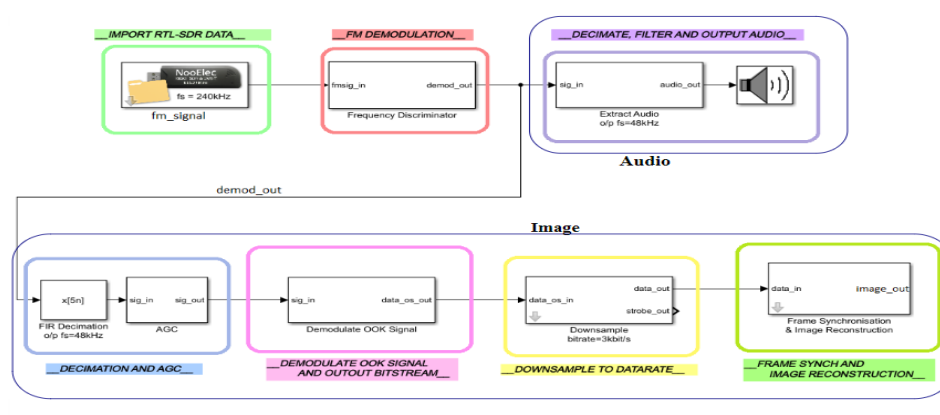 __IMPORT RTL-SDR DATA__
__FM DEMODULATION__
__DECIMATE, FILTER AND OUTPUT AUDIO__
NooElec
fs = 240kHz
fm_signal
fmsig_in
demod_out
Frequency Discriminator
sig_in
audio_out
Extract Audio
o/p fs=48kHz
Audio
demod_out
Image
x[5n]
FIR Decimation
o/p fs=48kHz
sig_in
sig_out
AGC
sig_in
data_os_out
Demodulate OOK Signal
data_os_in
data_out
strobe_out
Downsample
bitrate=3kbit/s
data_in
image_out
Frame Synchronisation
& Image Reconstruction
__DECIMATION AND AGC__
__DEMODULATE OOK SIGNAL
AND OUTOUT BITSTREAM__
__DOWNSAMPLE TO DATARATE__
__FRAME SYNCH AND
IMAGE RECONSTRUCTION__